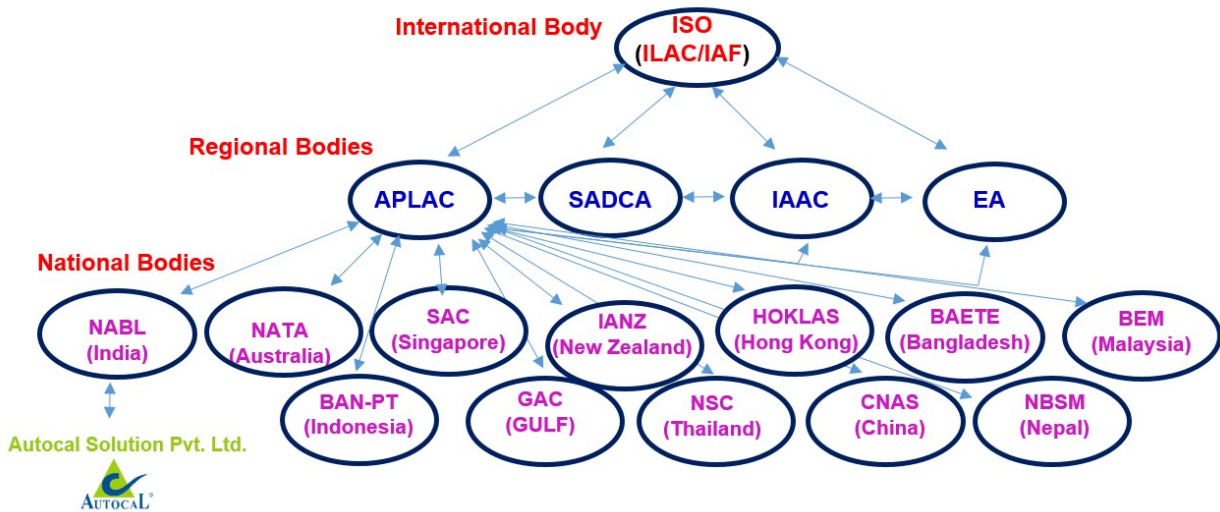 International Body
ISO
(ILAC/IAF)
Regional Bodies
APLAC
SADCA
IAAC
EA
National Bodies
NABL
(India)
NATA
(Australia)
SAC
(Singapore)
IANZ
(New Zealand)
HOKLAS
(Hong Kong)
BAETE
(Bangladesh)
BEM
(Malaysia)
BAN-PT
(Indonesia)
GAC
(GULF)
NSC
(Thailand)
CNAS
(China)
NBSM
(Nepal)
Autocal Solution Pvt. Ltd.
AUTOCAL®